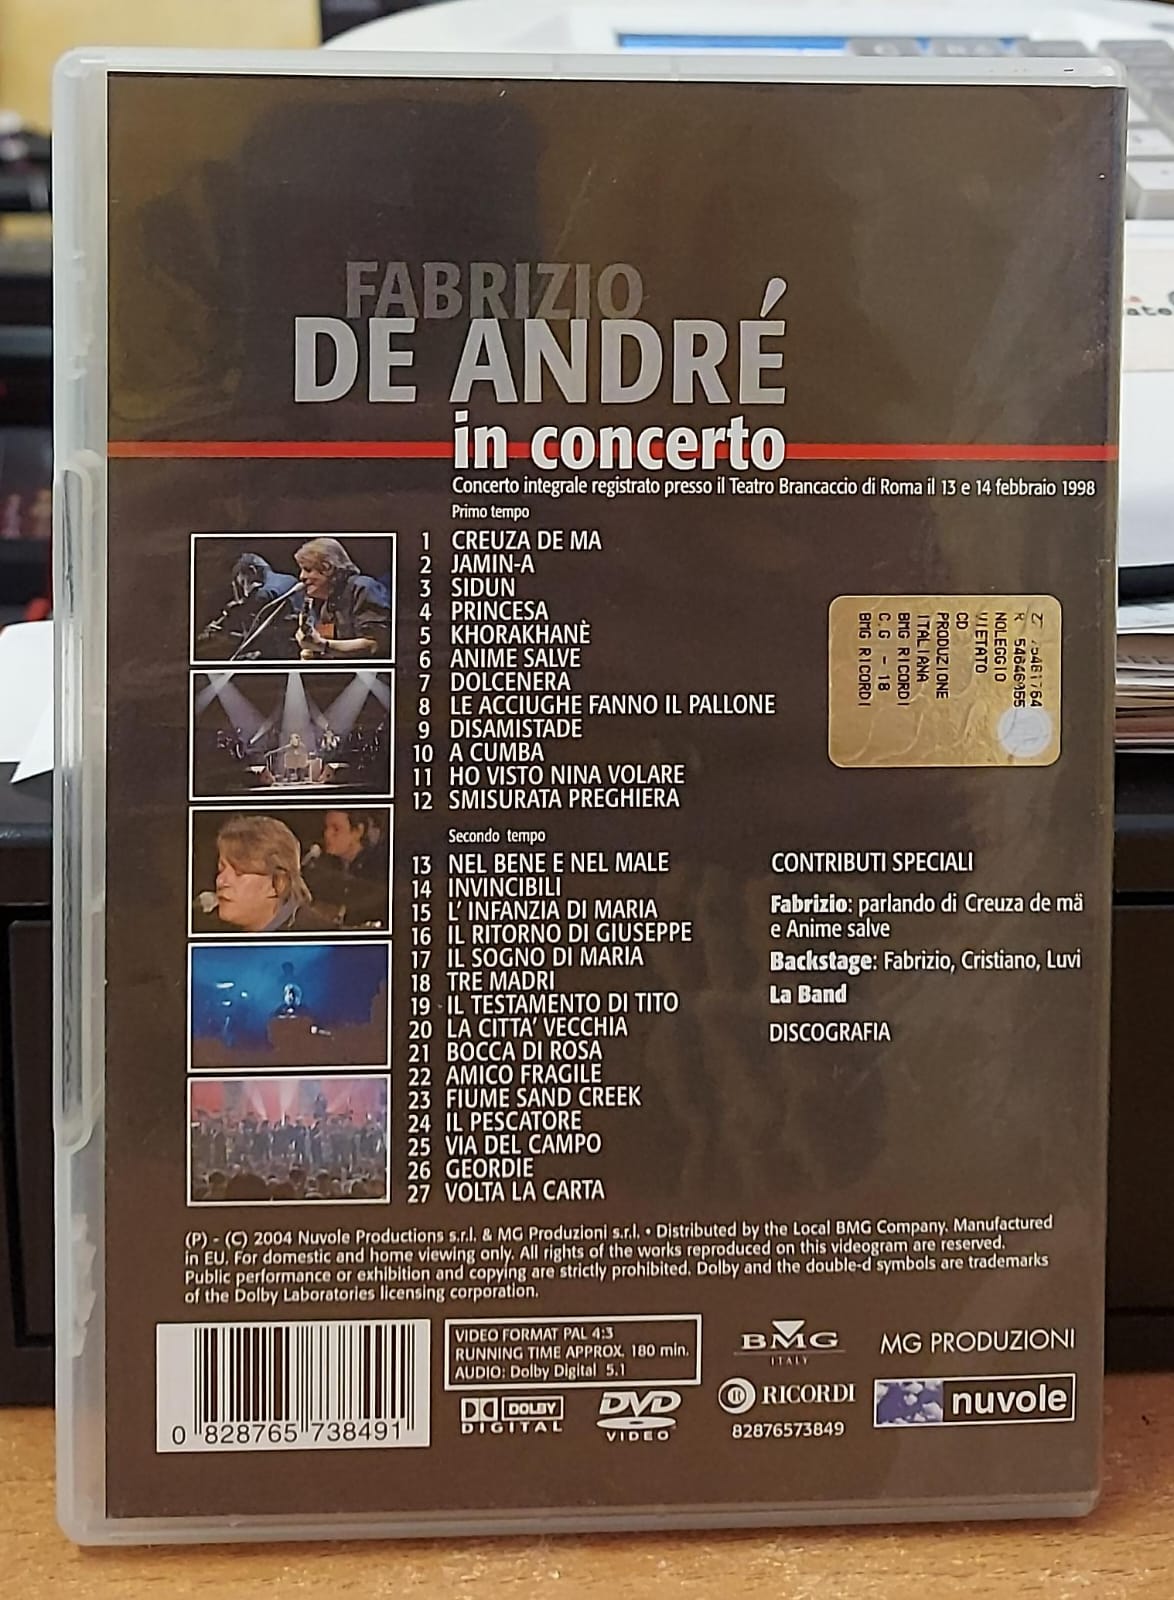 FABRIZIO
DE ANDRÉ
in concerto
Concerto integrale registrato presso il Teatro Brancaccio di Roma il 13 e 14 febbraio 1998
Primo tempo
1 CREUZA DE MA
2 JAMIN-A
3 SIDUN
4 PRINCESA
5 KHORAKHANÈ
6 ANIME SALVE
7 DOLCENERA
8 LE ACCIUGHE FANNO IL PALLONE
9 DISAMISTADE
10 A CUMBA
11 HO VISTO NINA VOLARE
12 SMISURATA PREGHIERA
Secondo tempo
13 NEL BENE E NEL MALE
14 INVINCIBILI
15 L' INFANZIA DI MARIA
16 IL RITORNO DI GIUSEPPE
17 IL SOGNO DI MARIA
18 TRE MADRI
19 IL TESTAMENTO DI TITO
20 LA CITTA' VECCHIA
21 BOCCA DI ROSA
22 AMICO FRAGILE
23 FIUME SAND CREEK
24 IL PESCATORE
25 VIA DEL CAMPO
26 GEORDIE
27 VOLTA LA CARTA
NOLEGGIO
VIETATO
CD
PRODUZIONE
ITALIANA
BMG RICORDI
C.G - 18
BMG RICORDI
CONTRIBUTI SPECIALI
Fabrizio: parlando di Creuza de mä
e Anime salve
Backstage: Fabrizio, Cristiano, Luvi
La Band
DISCOGRAFIA
(P) - (C) 2004 Nuvole Productions s.r.l. & MG Produzioni s.r.l. • Distributed by the Local BMG Company. Manufactured
in EU. For domestic and home viewing only. All rights of the works reproduced on this videogram are reserved.
Public performance or exhibition and copying are strictly prohibited. Dolby and the double-d symbols are trademarks
of the Dolby Laboratories licensing corporation.
0 828765 738491
VIDEO FORMAT PAL 4:3
RUNNING TIME APPROX. 180 min.
AUDIO: Dolby Digital 5.1
DOLBY
DIGITAL
DVD
VIDEO
BMG
ITALY
RICORDI
82876573849
MG PRODUZIONI
nuvole